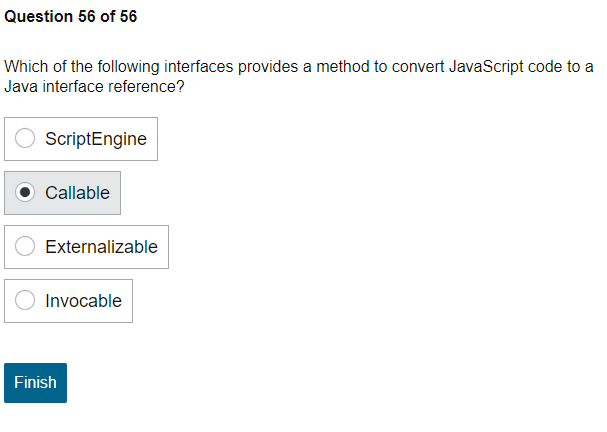 Question 56 of 56
Which of the following interfaces provides a method to convert JavaScript code to a
Java interface reference?
ScriptEngine
Callable
Externalizable
Invocable
Finish